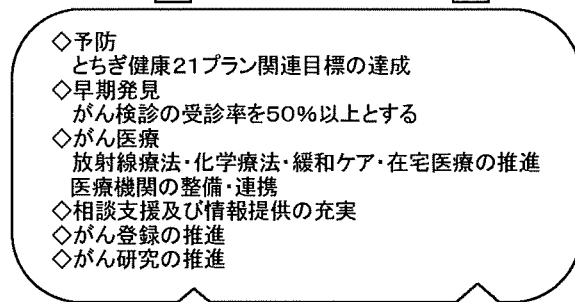 ◇予防
とちぎ健康21プラン関連目標の達成
◇早期発見
がん検診の受診率を50%以上とする
◇がん医療
放射線療法・化学療法・緩和ケア・在宅医療の推進
医療機関の整備・連携
◇相談支援及び情報提供の充実
◇がん登録の推進
◇がん研究の推進